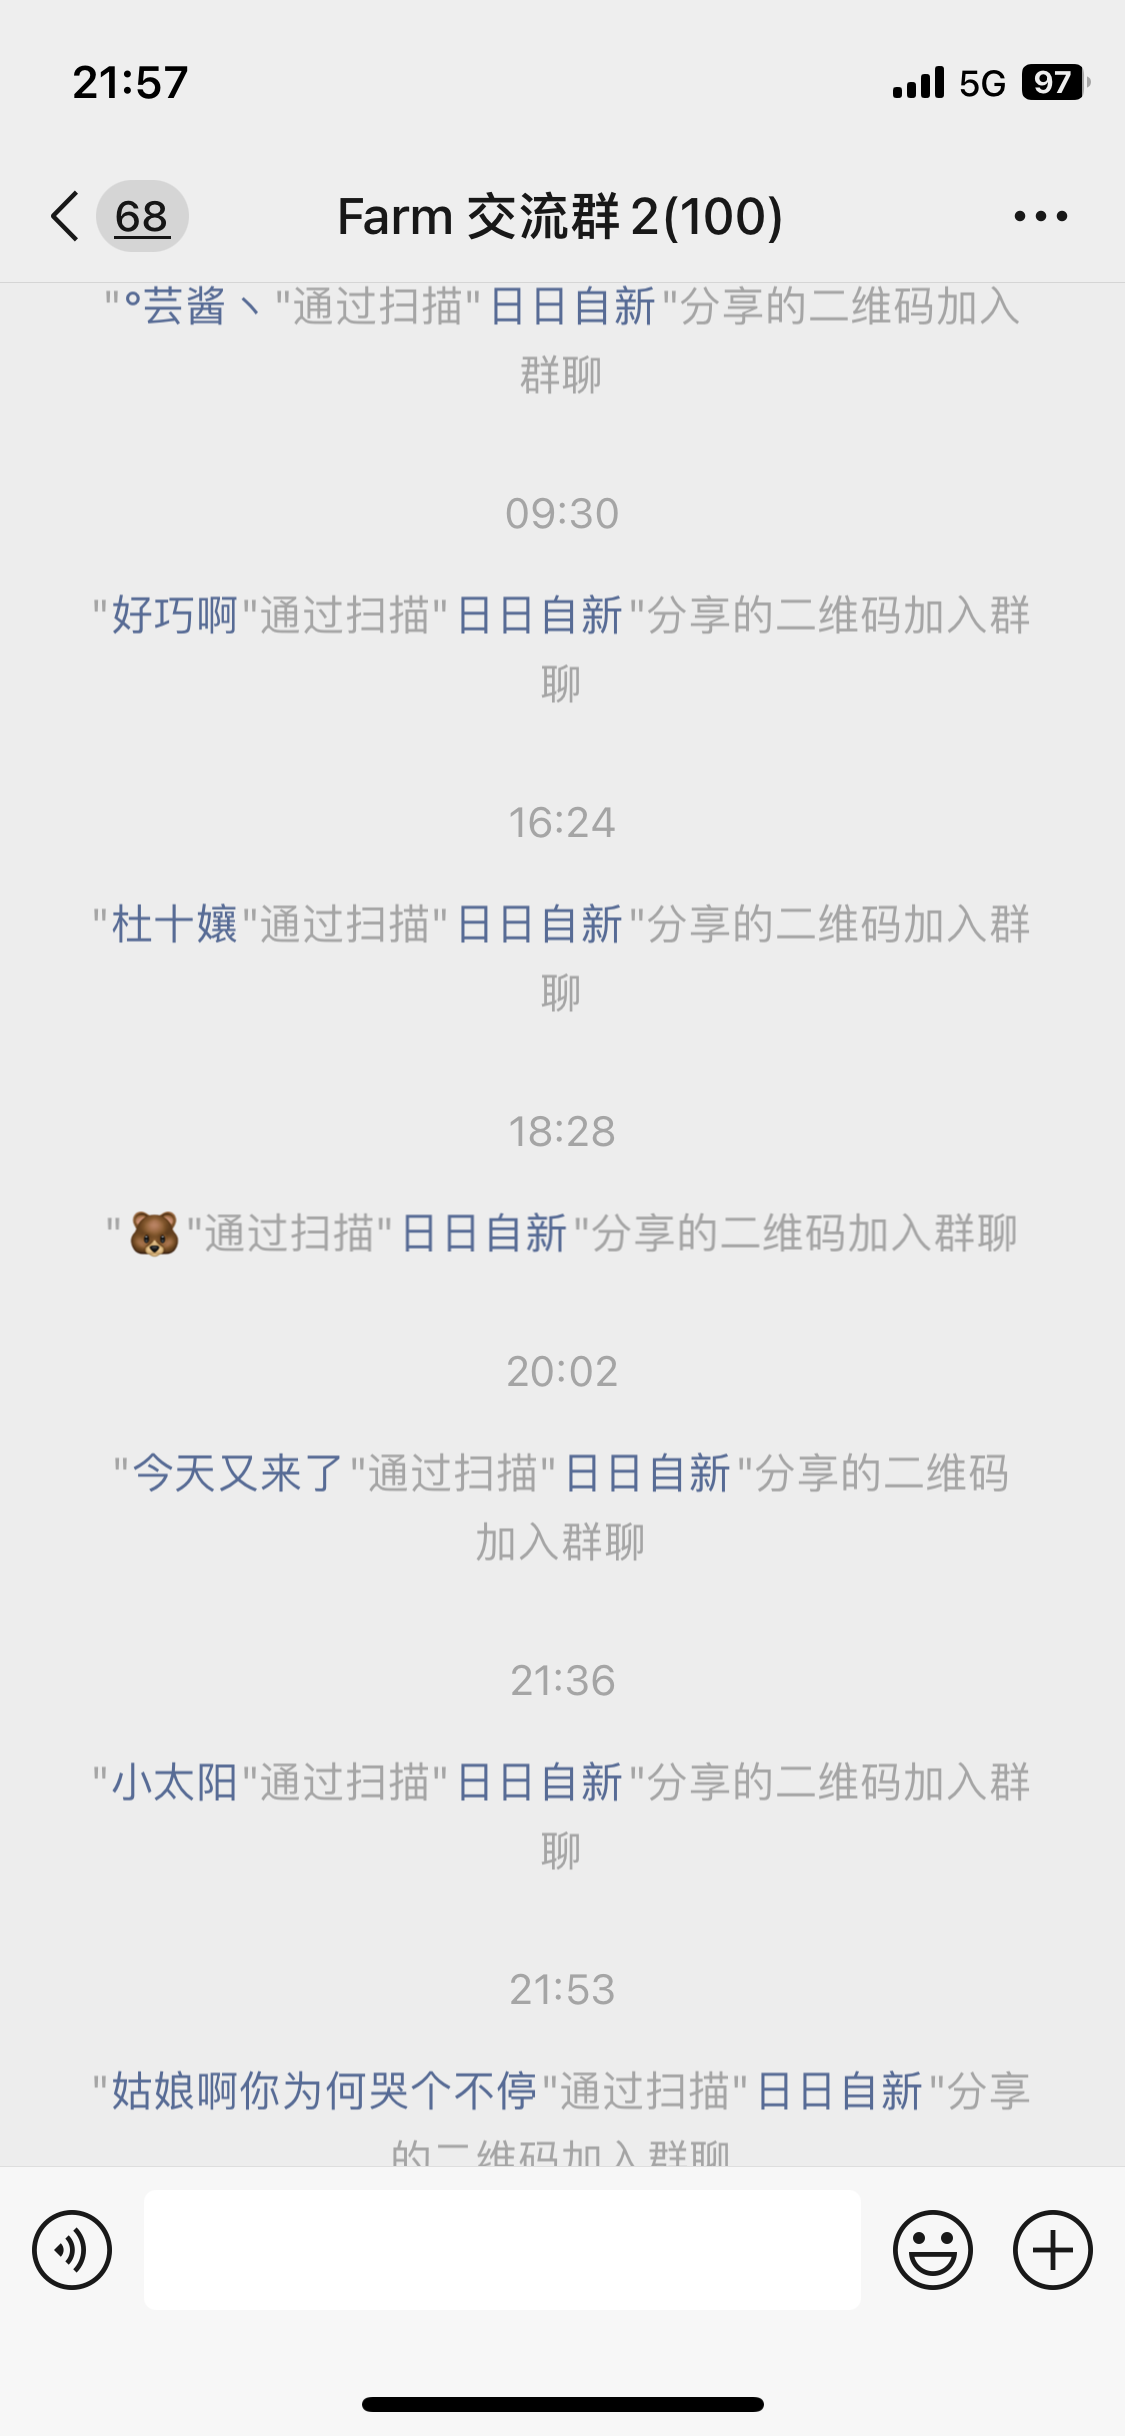 21:57
5G 97
68
Farm 交流群 2(100)
"°芸酱丶"通过扫描"日日自新"分享的二维码加入
群聊
09:30
"好巧啊"通过扫描"日日自新"分享的二维码加入群
聊
16:24
"杜十孃"通过扫描"日日自新"分享的二维码加入群
聊
18:28
"🐻"通过扫描"日日自新"分享的二维码加入群聊
20:02
"今天又来了"通过扫描"日日自新"分享的二维码
加入群聊
21:36
"小太阳"通过扫描"日日自新"分享的二维码加入群
聊
21:53
"姑娘啊你为何哭个不停"通过扫描"日日自新"分享
的二维码加入群聊